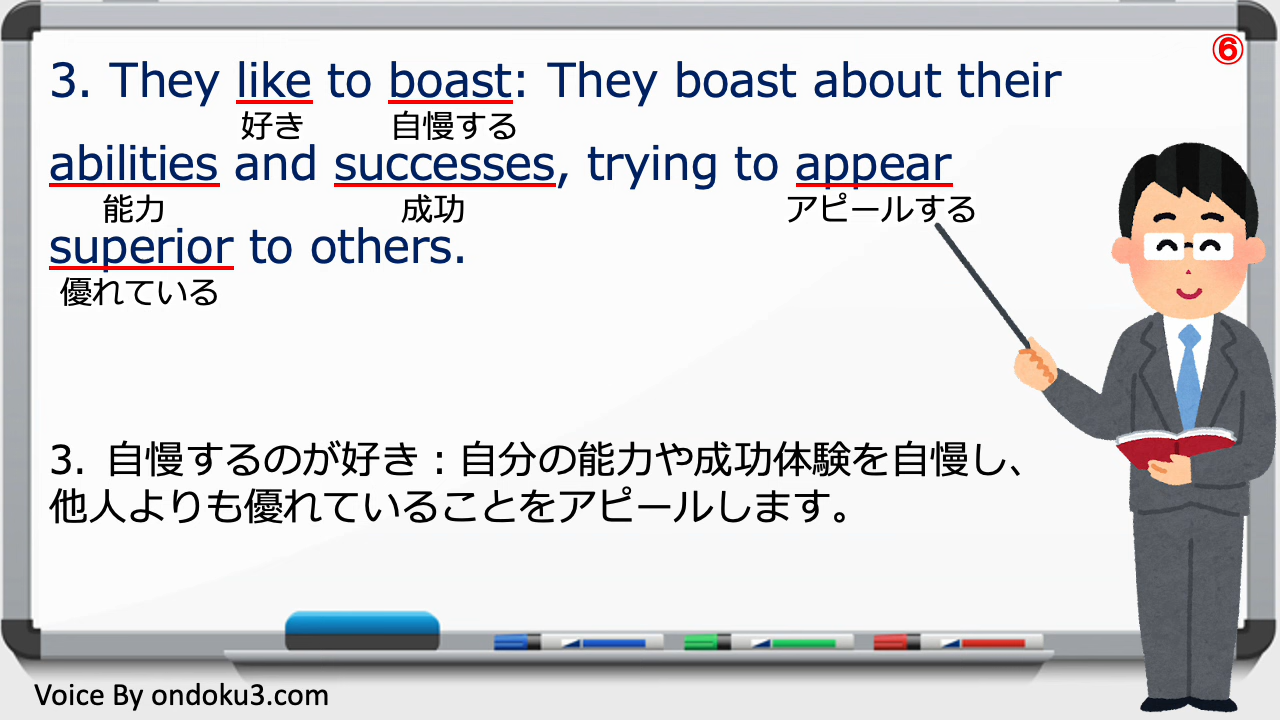 ⑥
3. They like to boast: They boast about their
好き 自慢する
abilities and successes, trying to appear
能力 成功 アピールする
superior to others.
優れている
3. 自慢するのが好き：自分の能力や成功体験を自慢し、
他人よりも優れていることをアピールします。
Voice By ondoku3.com